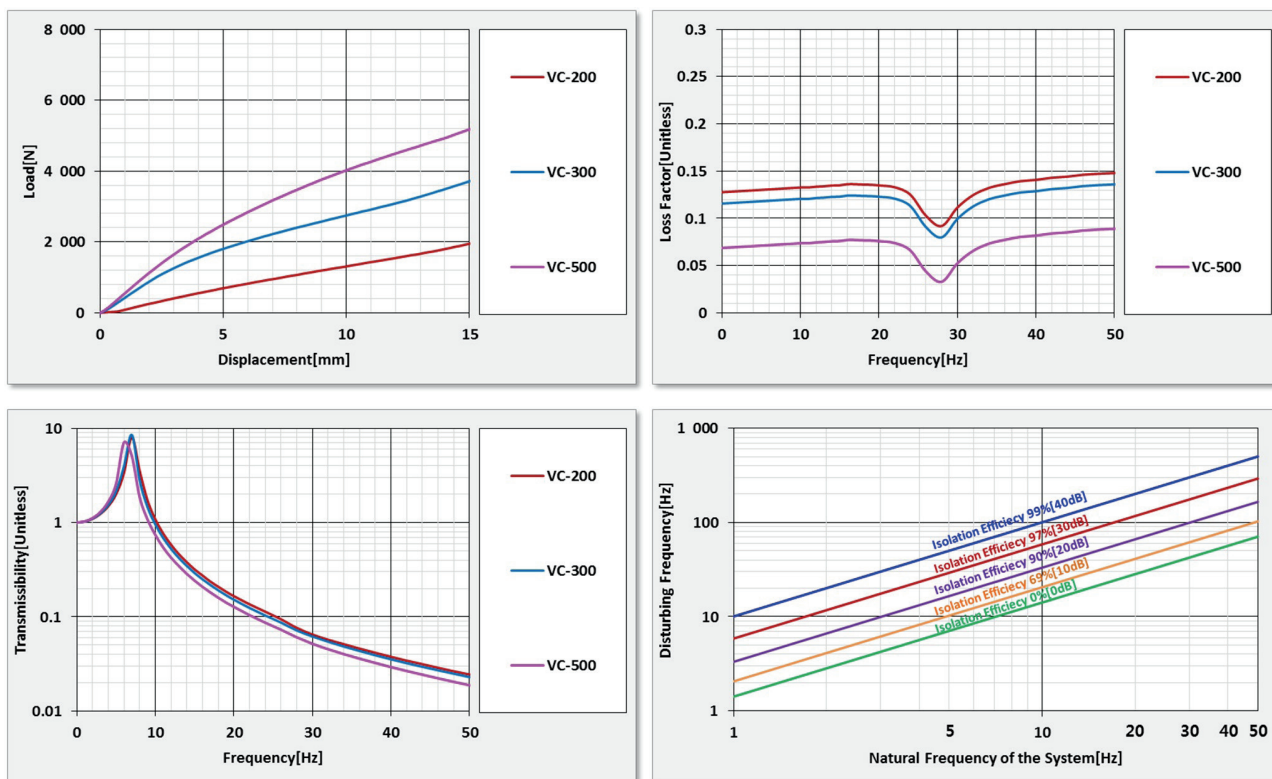 8 000
6 000
4 000
2 000
0
Load[N]
0 5 10 15
Displacement[mm]
VC-200
VC-300
VC-500
0.3
0.25
0.2
0.15
0.1
0.05
0
Loss Factor[Unitless]
0 10 20 30 40 50
Frequency[Hz]
VC-200
VC-300
VC-500
10
1
0.1
0.01
Transmissibility[Unitless]
0 10 20 30 40 50
Frequency[Hz]
VC-200
VC-300
VC-500
1 000
100
10
1
Disturbing Frequency[Hz]
Isolation Efficiecy 99%[40dB]
Isolation Efficiecy 97%[30dB]
Isolation Efficiecy 90%[20dB]
Isolation Efficiecy 69%[10dB]
Isolation Efficiecy 0%[0dB]
1 5 10 20 30 40 50
Natural Frequency of the System[Hz]